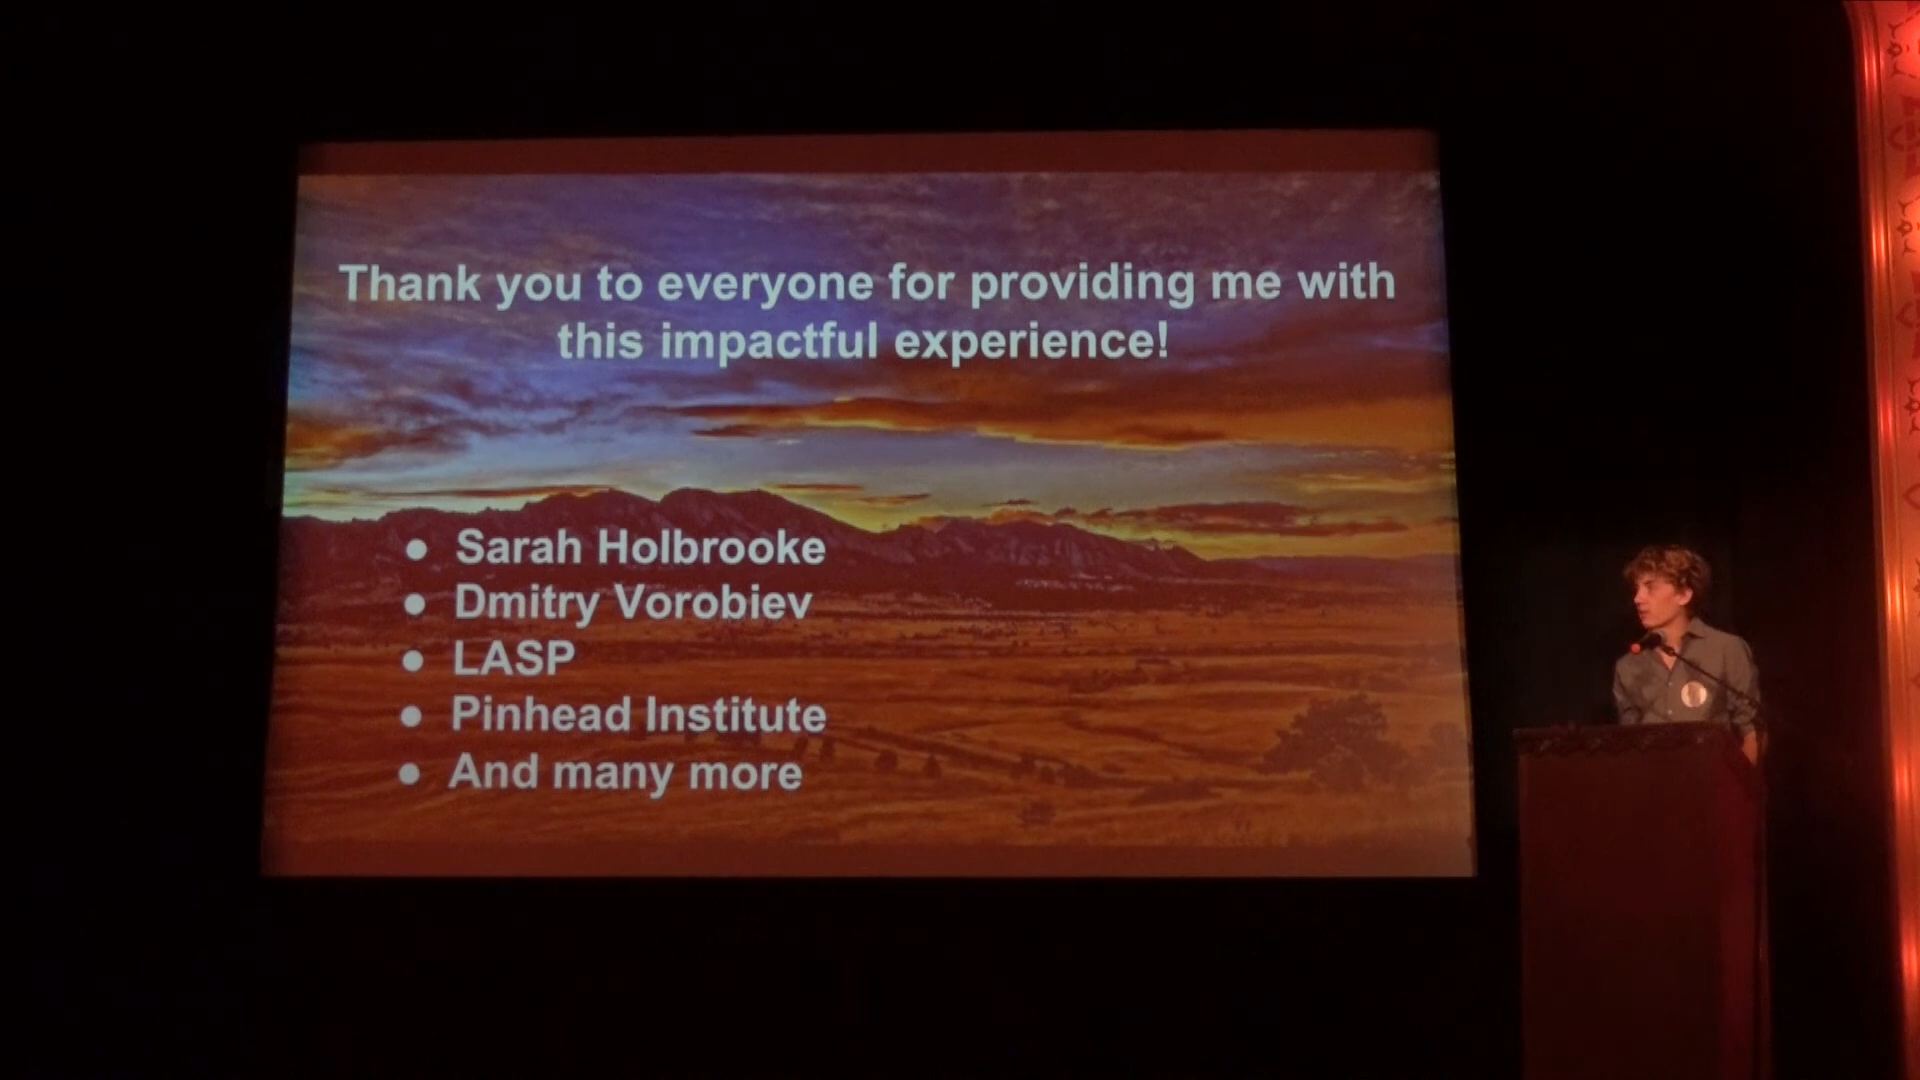 Thank you to everyone for providing me with
this impactful experience!
● Sarah Holbrooke
● Dmitry Vorobiev
● LASP
● Pinhead Institute
● And many more